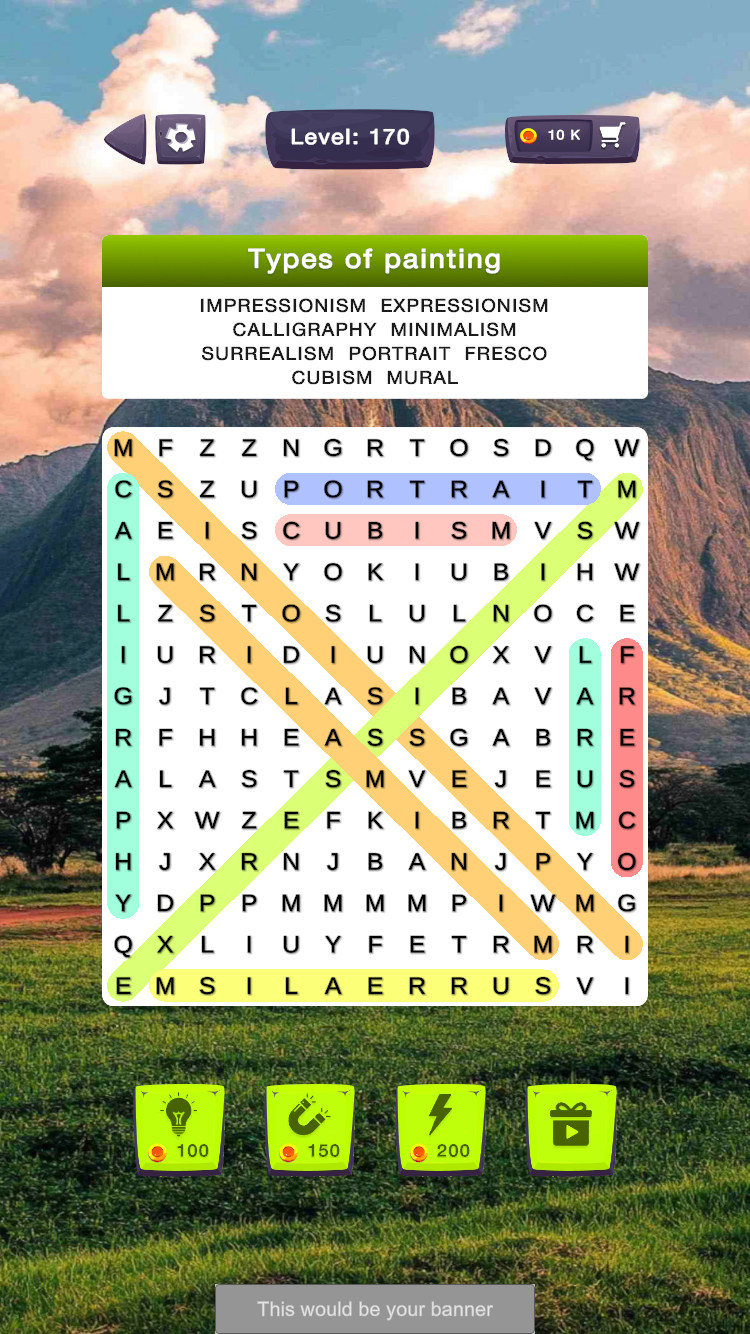 Level: 170
10 K
Types of painting
IMPRESSIONISM EXPRESSIONISM
CALLIGRAPHY MINIMALISM
SURREALISM PORTRAIT FRESCO
CUBISM MURAL
M F Z Z N G R T O S D Q W
C S Z U P O R T R A I T M
A E I S C U B I S M V S W
L M R N Y O K I U B I H W
L Z S T O S L U L N O C E
I U R I D I U N O X V L F
G J T C L A S I B A V A R
R F H H E A S S G A B R E
A L A S T S M V E J E U S
P X W Z E F K I B R T M C
H J X R N J B A N J P Y O
Y D P P M M M M P I W M G
Q X L I U Y F E T R M R I
E M S I L A E R R U S V I
100 150 200
This would be your banner